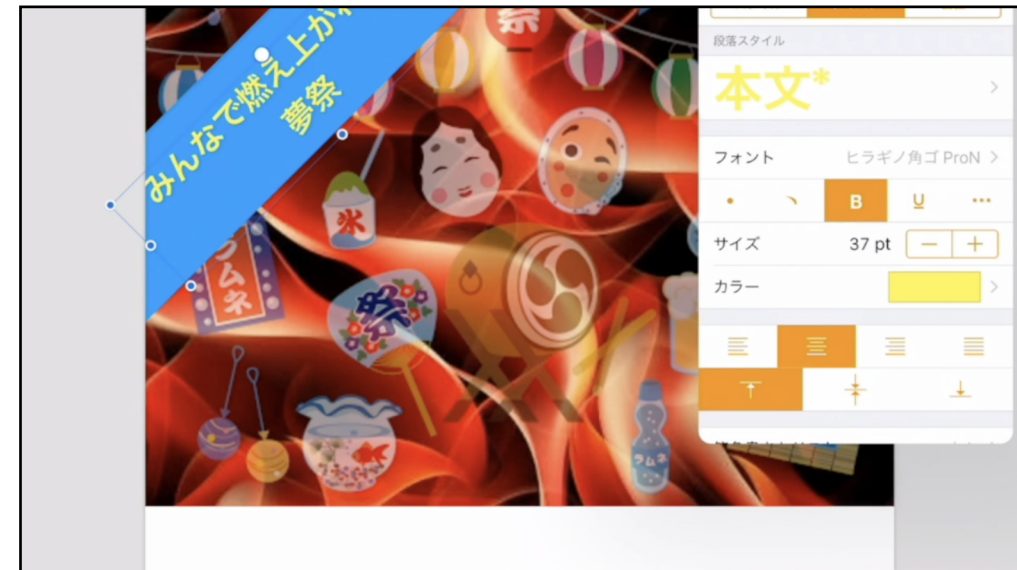 祭
みんなで燃え上がれ
夢祭
氷
ラムネ
祭
ラムネ
段落スタイル
本文*
フォント
ヒラギノ角ゴ ProN
B
U
サイズ
37 pt
カラー